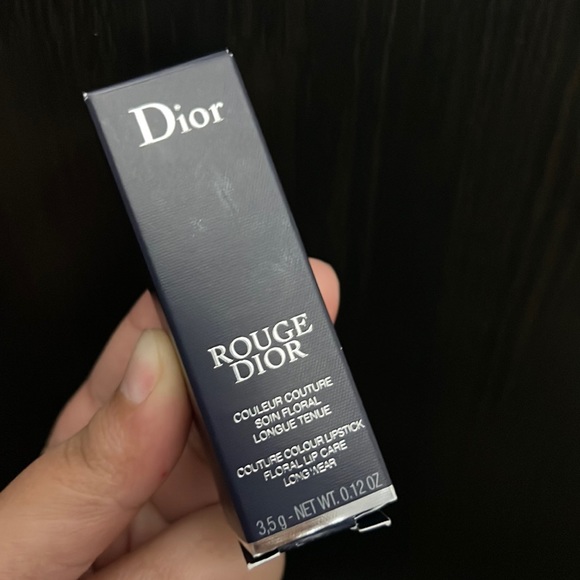 Dior
ROUGE
DIOR
COULEUR COUTURE
SOIN FLORAL
LONGUE TENUE
COUTURE COLOUR LIPSTICK
FLORAL LIP CARE
LONG WEAR
3,5 g - NET WT. 0.12 OZ